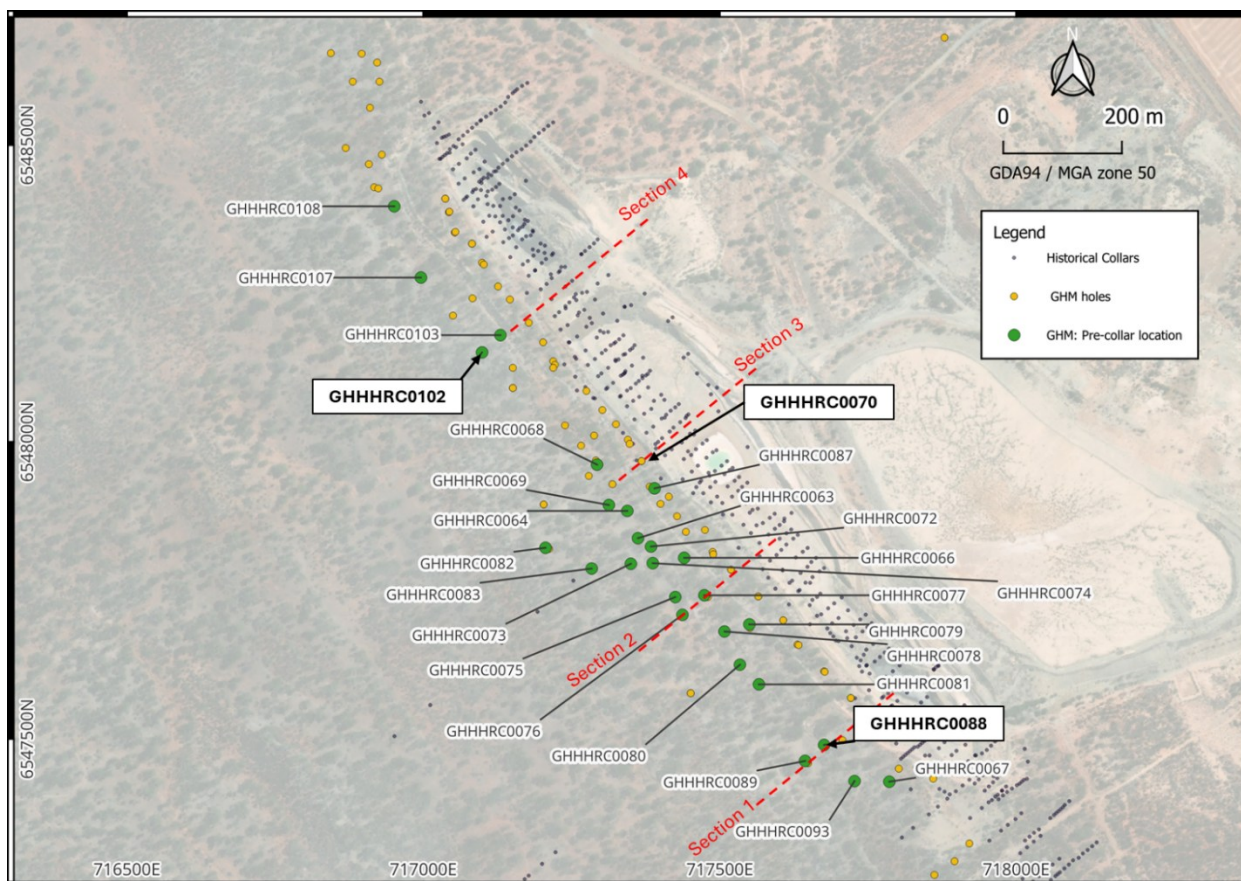 N
0 200 m
GDA94 / MGA zone 50
Legend
Historical Collars
GHM holes
GHM: Pre-collar location
6548500N
6548000N
6547500N
Section 4
GHHHRC0108
GHHHRC0107
GHHHRC0103
Section 3
GHHHRC0102
GHHHRC0070
GHHHRC0068
GHHHRC0087
GHHHRC0069
GHHHRC0063
GHHHRC0064
GHHHRC0072
GHHHRC0066
GHHHRC0082
GHHHRC0083
GHHHRC0077
GHHHRC0074
GHHHRC0073
GHHHRC0079
GHHHRC0078
GHHHRC0075
Section 2
GHHHRC0081
GHHHRC0076
GHHHRC0088
GHHHRC0080
GHHHRC0067
GHHHRC0089
Section 1
GHHHRC0093
716500E
717000E
717500E
718000E